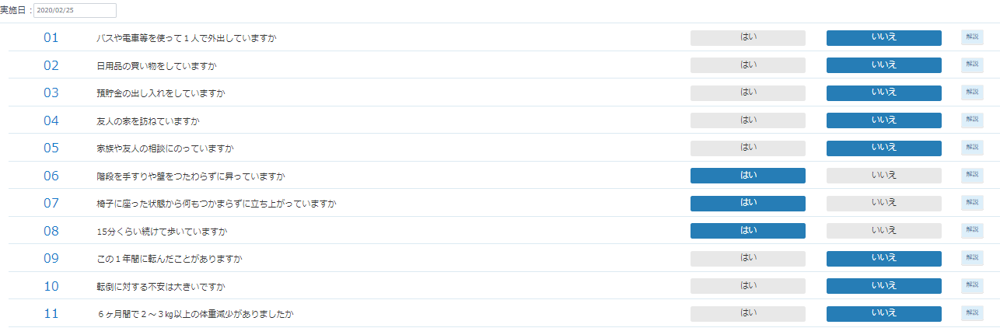 実施日： 2020/02/25
01 バスや電車等を使って１人で外出していますか はい いいえ 解説
02 日用品の買い物をしていますか はい いいえ 解説
03 預貯金の出し入れをしていますか はい いいえ 解説
04 友人の家を訪ねていますか はい いいえ 解説
05 家族や友人の相談にのっていますか はい いいえ 解説
06 階段を手すりや壁をつたわらずに昇っていますか はい いいえ 解説
07 椅子に座った状態から何もつかまらずに立ち上がっていますか はい いいえ 解説
08 15分くらい続けて歩いていますか はい いいえ 解説
09 この１年間に転んだことがありますか はい いいえ 解説
10 転倒に対する不安は大きいですか はい いいえ 解説
11 ６ヶ月間で２～３㎏以上の体重減少がありましたか はい いいえ 解説